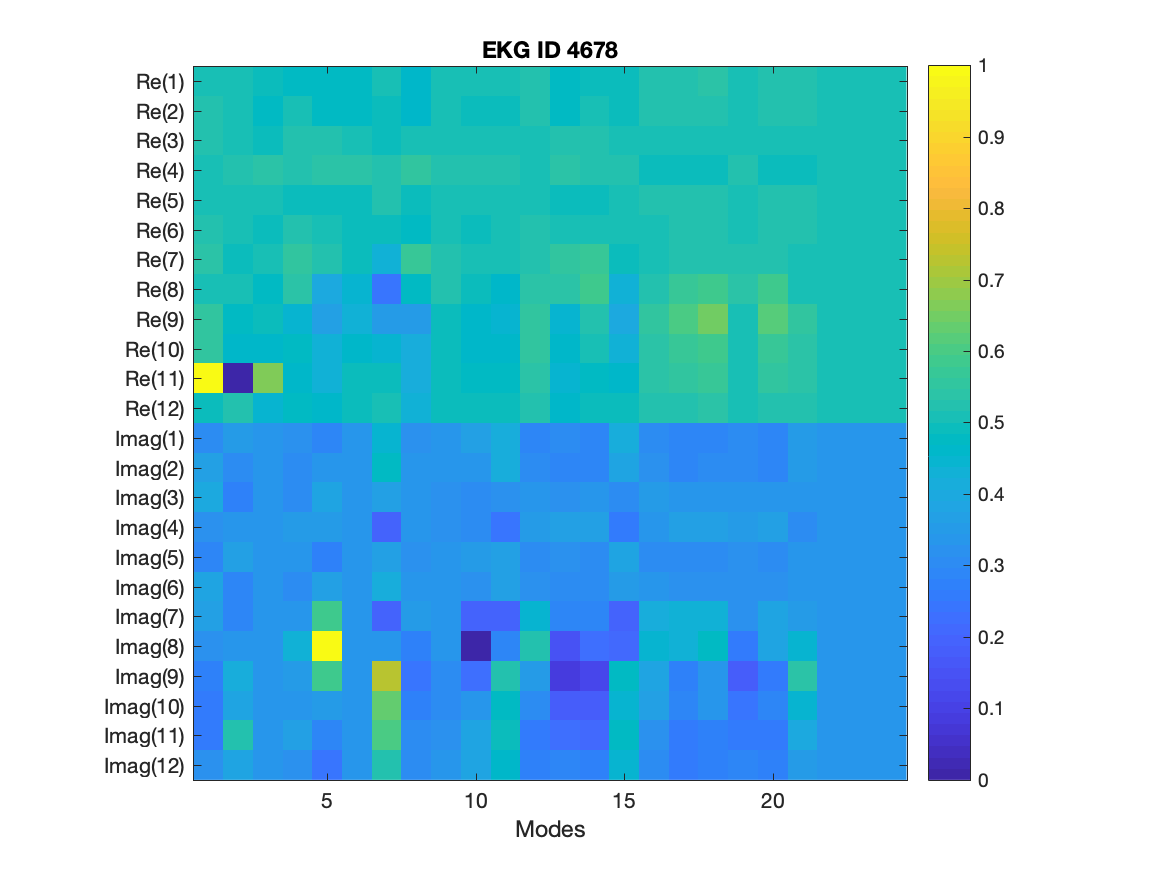 EKG ID 4678
Re(1)
Re(2)
Re(3)
Re(4)
Re(5)
Re(6)
Re(7)
Re(8)
Re(9)
Re(10)
Re(11)
Re(12)
Imag(1)
Imag(2)
Imag(3)
Imag(4)
Imag(5)
Imag(6)
Imag(7)
Imag(8)
Imag(9)
Imag(10)
Imag(11)
Imag(12)
5 10 15 20
Modes
1
0.9
0.8
0.7
0.6
0.5
0.4
0.3
0.2
0.1
0